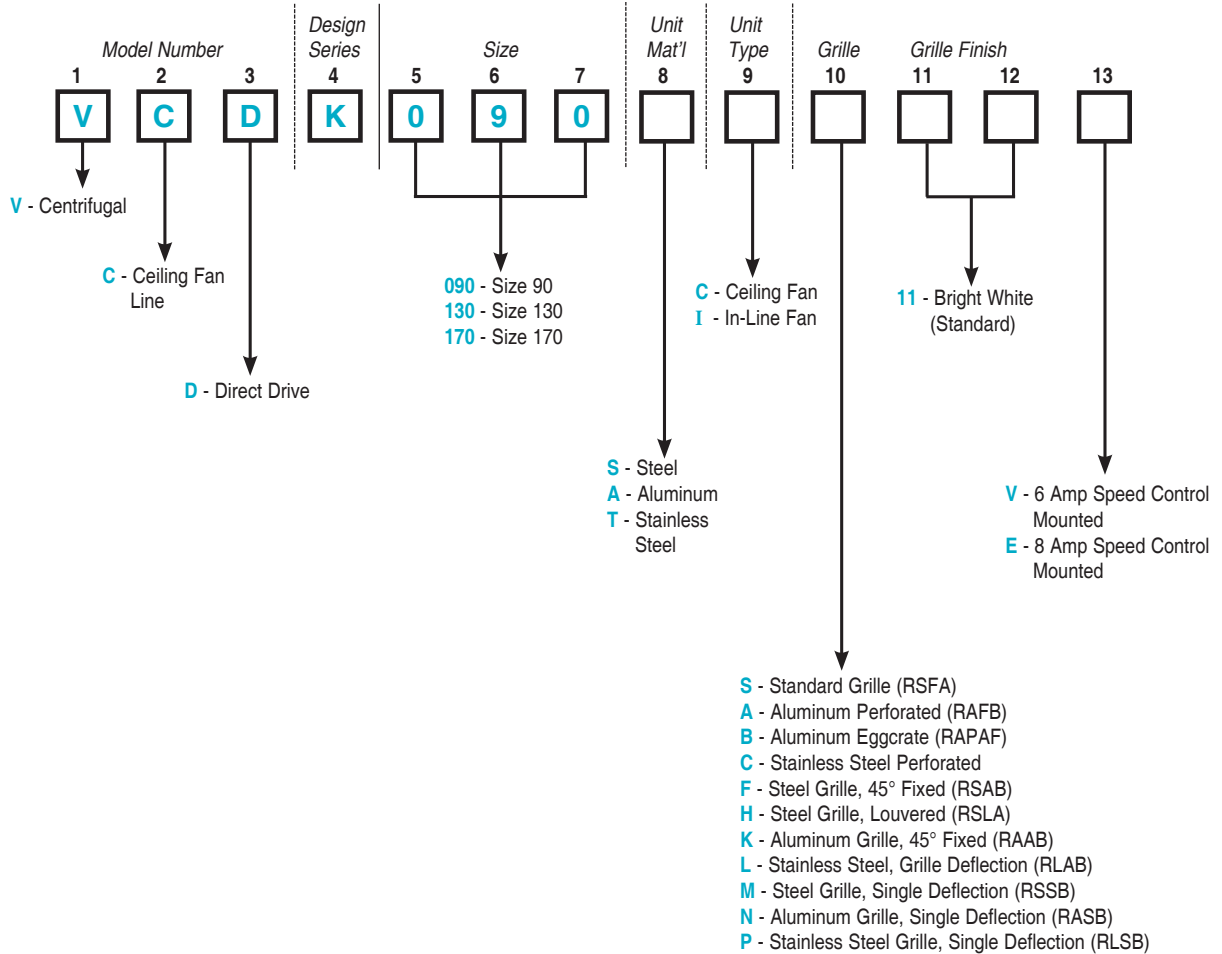 Model Number
Design
Series
Size
Unit
Mat'l
Unit
Type
Grille
Grille Finish
1 2 3 4 5 6 7 8 9 10 11 12 13
V C D K 0 9 0
V - Centrifugal
C - Ceiling Fan
Line
D - Direct Drive
090 - Size 90
130 - Size 130
170 - Size 170
S - Steel
A - Aluminum
T - Stainless
Steel
C - Ceiling Fan
I - In-Line Fan
11 - Bright White
(Standard)
V - 6 Amp Speed Control
Mounted
E - 8 Amp Speed Control
Mounted
S - Standard Grille (RSFA)
A - Aluminum Perforated (RAFB)
B - Aluminum Eggcrate (RAPAF)
C - Stainless Steel Perforated
F - Steel Grille, 45° Fixed (RSAB)
H - Steel Grille, Louvered (RSLA)
K - Aluminum Grille, 45° Fixed (RAAB)
L - Stainless Steel, Grille Deflection (RLAB)
M - Steel Grille, Single Deflection (RSSB)
N - Aluminum Grille, Single Deflection (RASB)
P - Stainless Steel Grille, Single Deflection (RLSB)